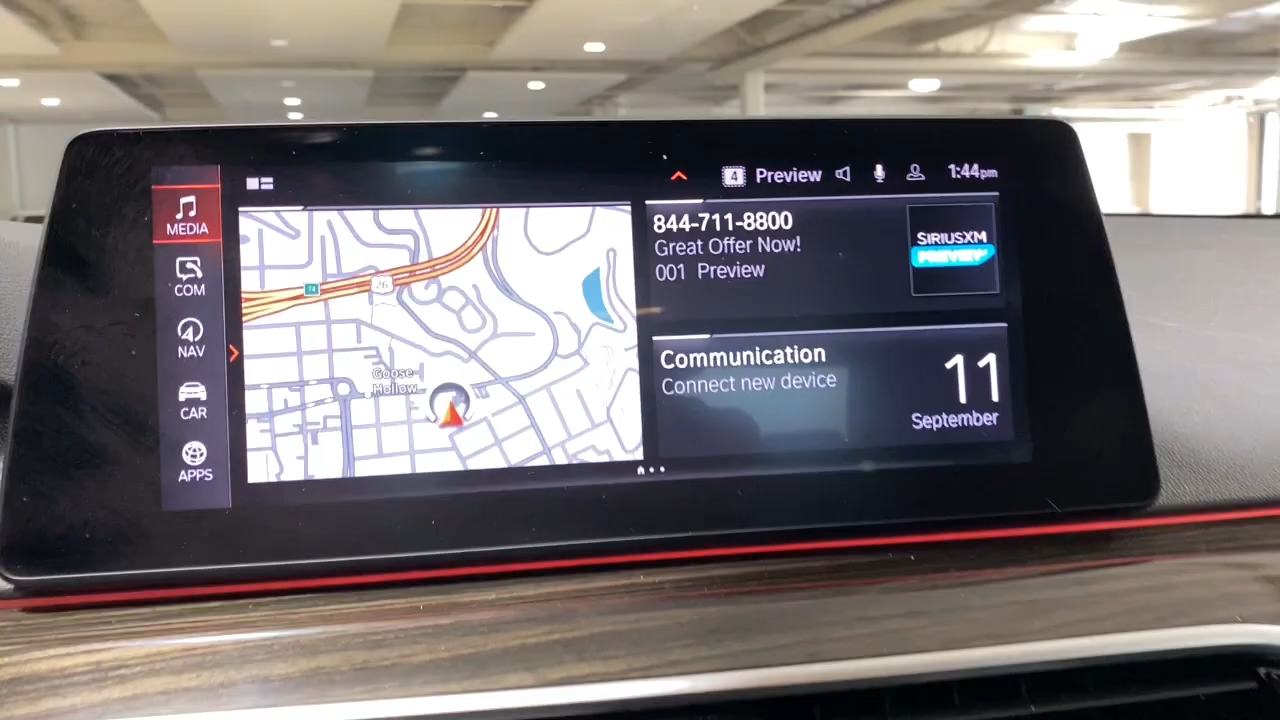 4 Preview 1:44pm
MEDIA
COM
NAV
CAR
APPS
74
26
Goose
Hollow
844-711-8800
Great Offer Now!
001 Preview
SIRIUSXM
PREVIEW
Communication
Connect new device
11
September